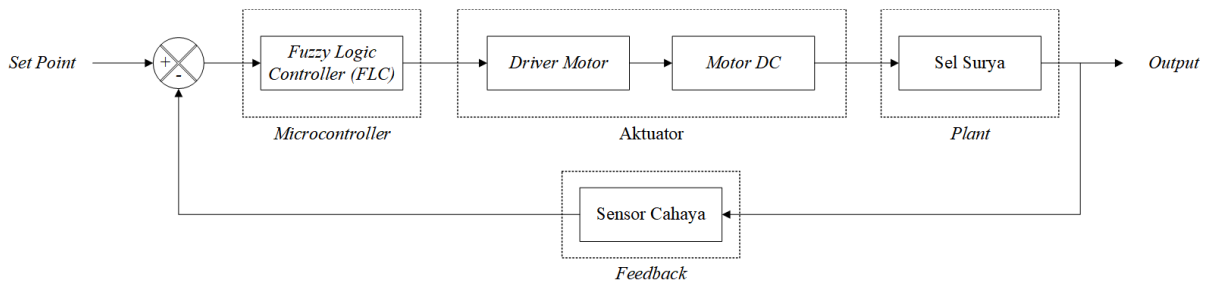 Set Point
+
-
Fuzzy Logic
Controller (FLC)
Microcontroller
Driver Motor
Motor DC
Aktuator
Sel Surya
Plant
Output
Sensor Cahaya
Feedback